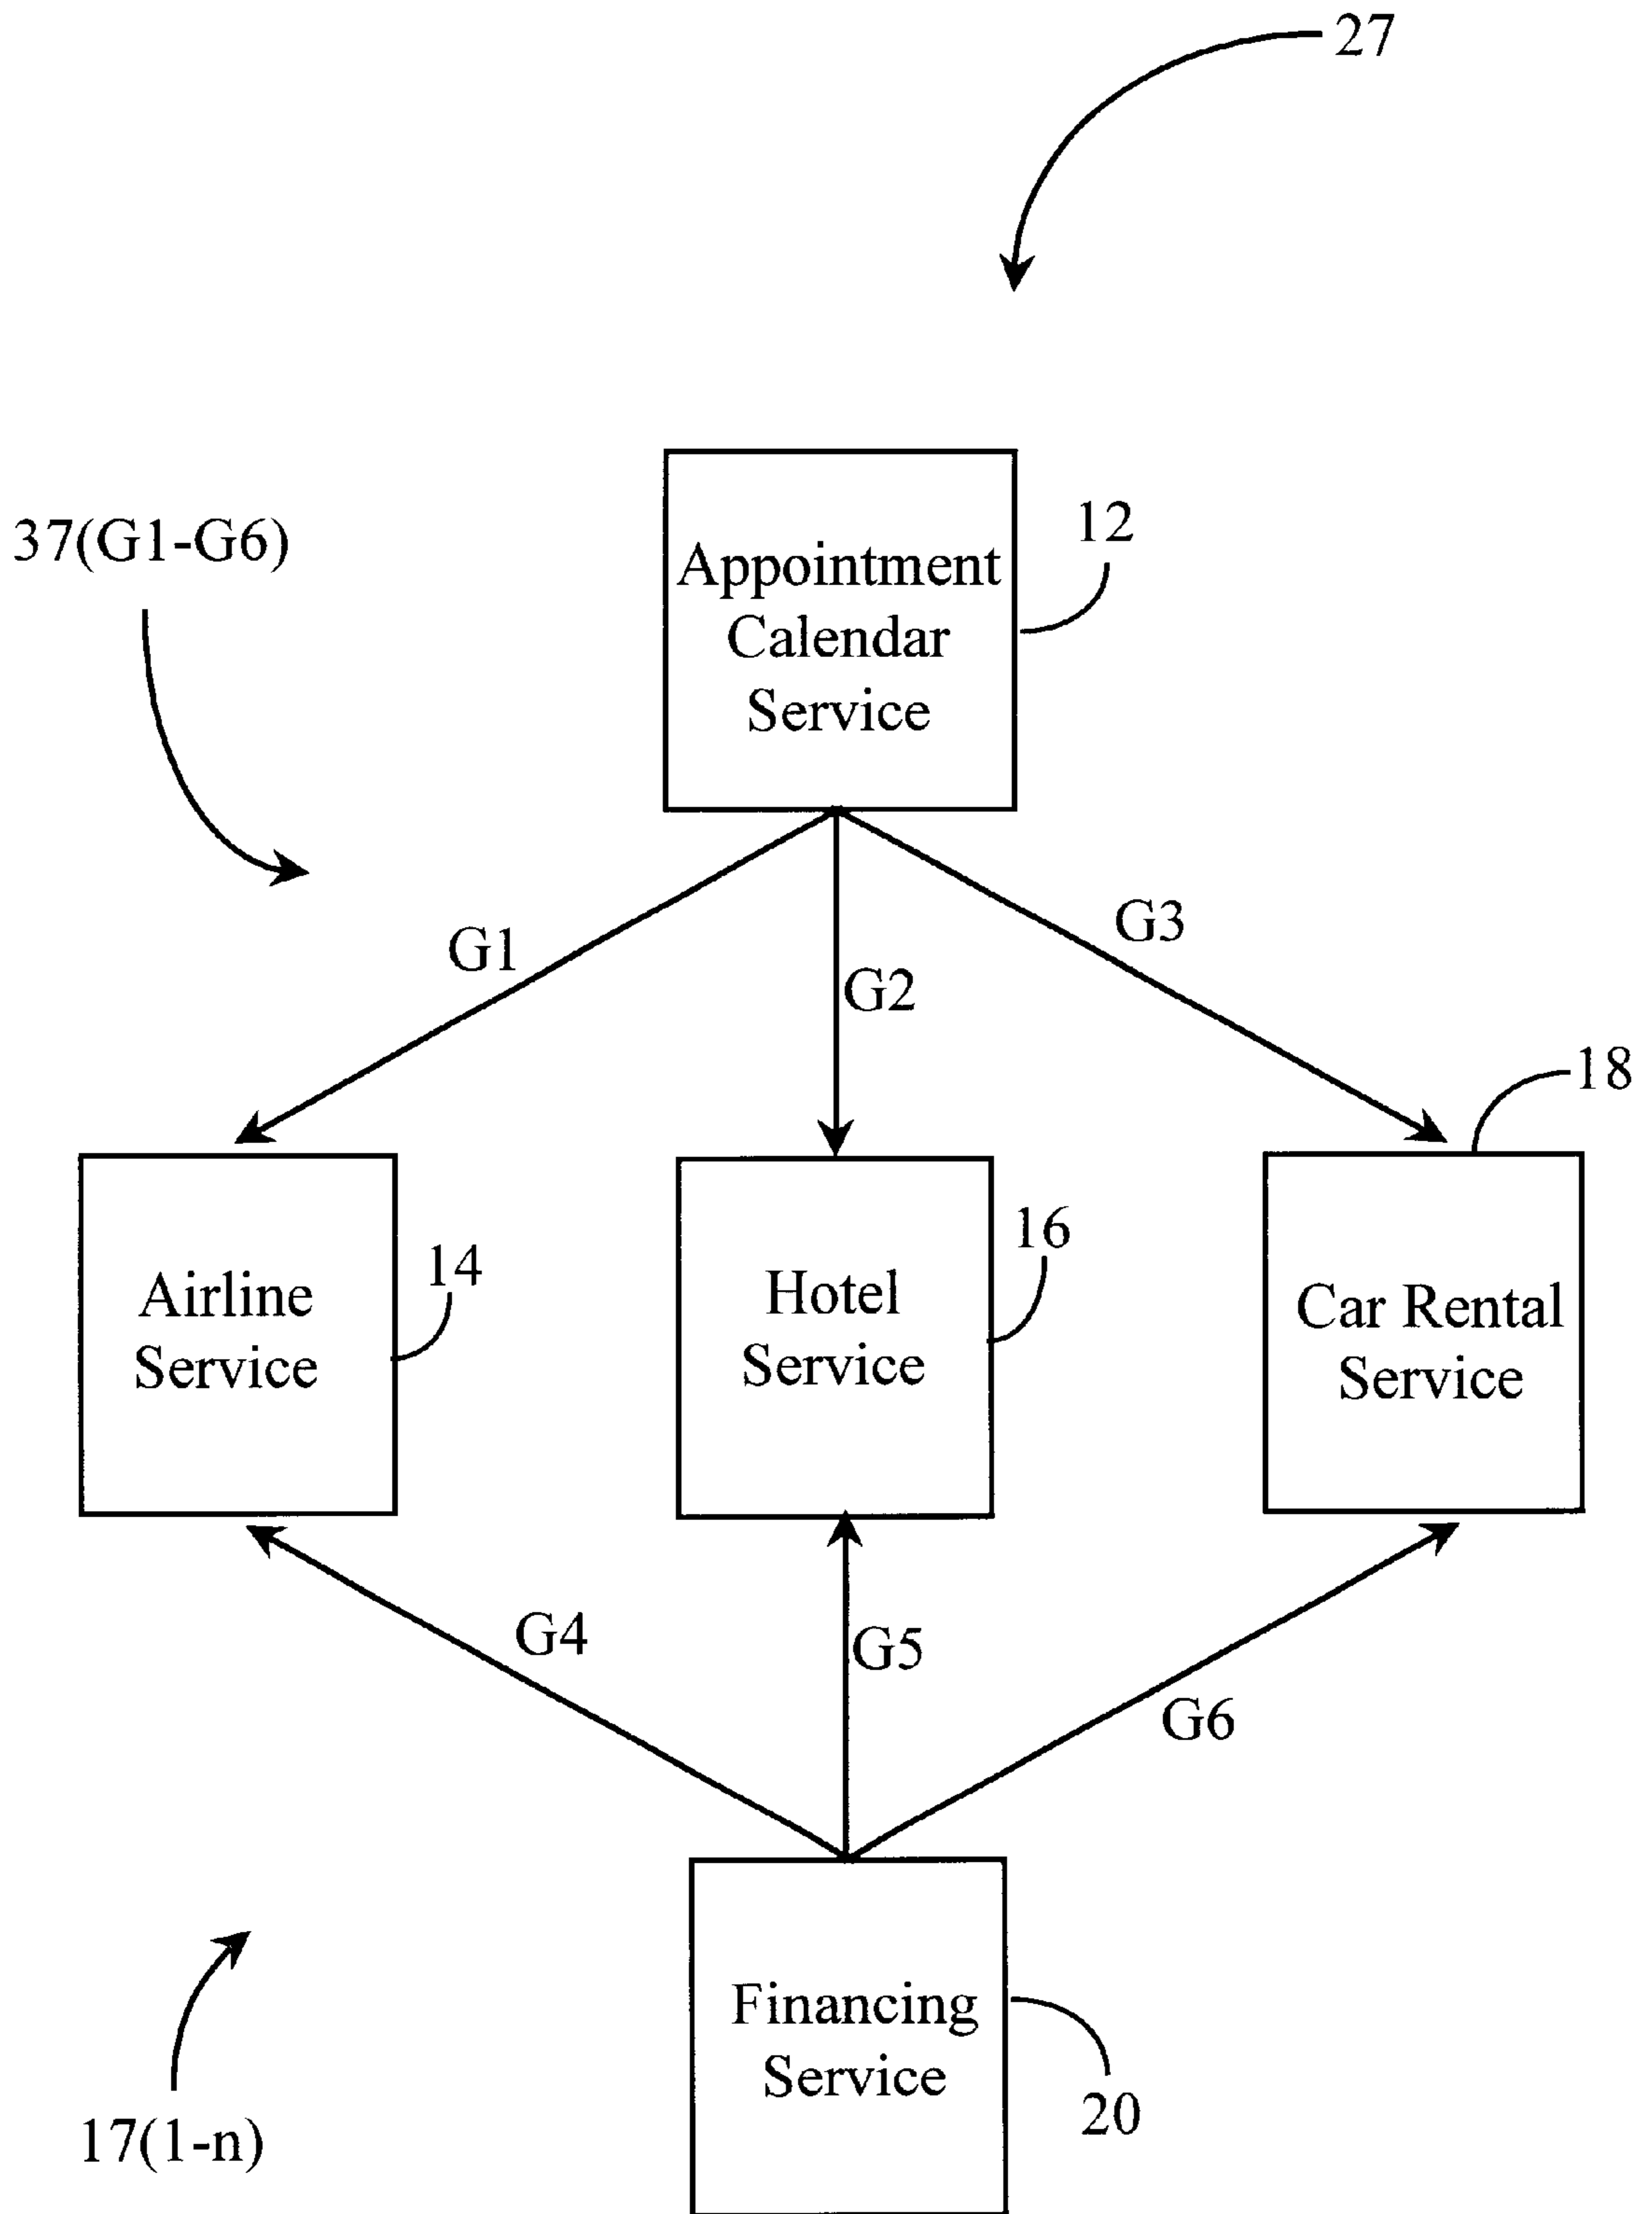 27
37(G1-G6)
12
Appointment
Calendar
Service
G1
G2
G3
18
14
16
Airline
Service
Hotel
Service
Car Rental
Service
G4
G5
G6
Financing
Service
20
17(1-n)